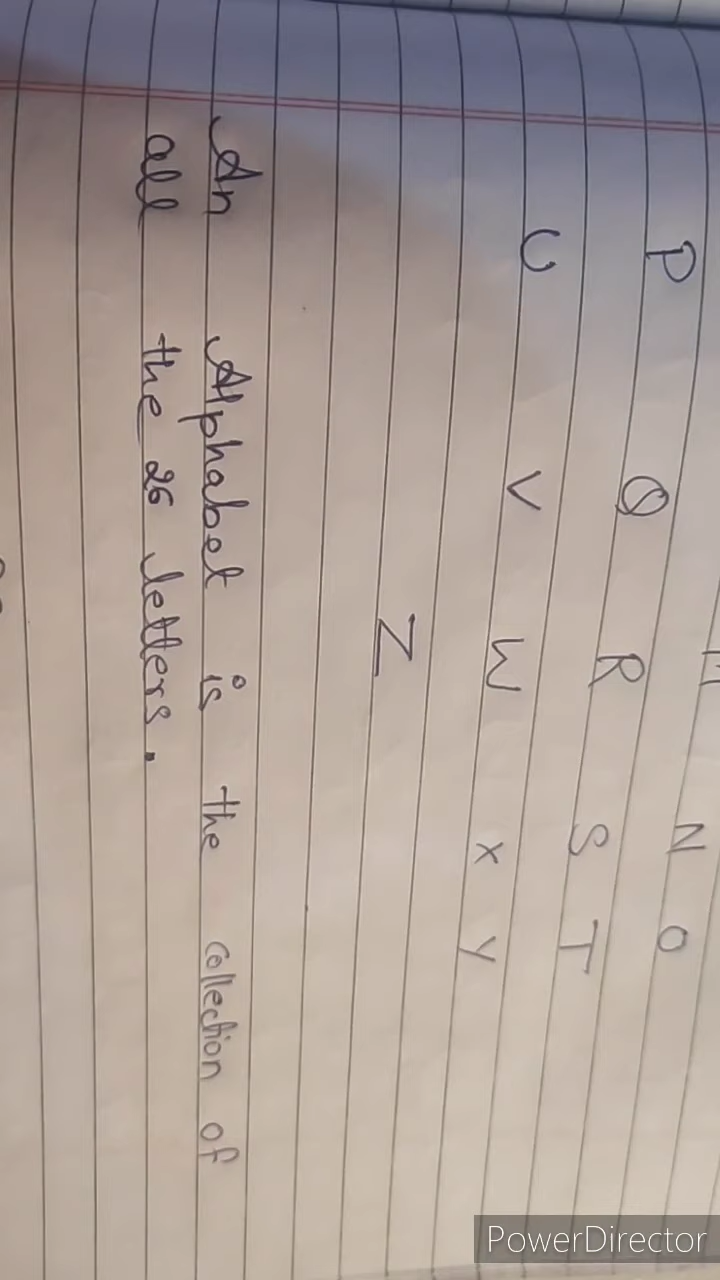 M N O
P Q R S T
U V W X Y
Z
An Alphabet is the collection of
all the 26 letters.
PowerDirector